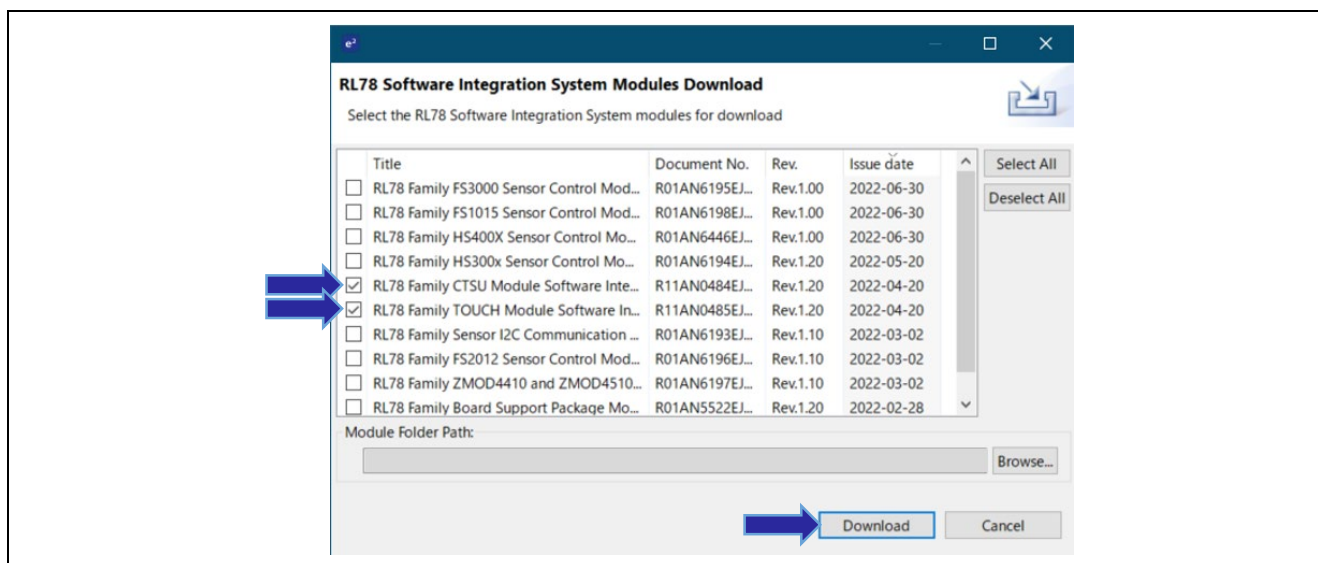 e²
RL78 Software Integration System Modules Download
Select the RL78 Software Integration System modules for download
Title Document No. Rev. Issue date
RL78 Family FS3000 Sensor Control Mod... R01AN6195EJ... Rev.1.00 2022-06-30
RL78 Family FS1015 Sensor Control Mod... R01AN6198EJ... Rev.1.00 2022-06-30
RL78 Family HS400X Sensor Control Mo... R01AN6446EJ... Rev.1.00 2022-06-30
RL78 Family HS300x Sensor Control Mo... R01AN6194EJ... Rev.1.20 2022-05-20
RL78 Family CTSU Module Software Inte... R11AN0484EJ... Rev.1.20 2022-04-20
RL78 Family TOUCH Module Software In... R11AN0485EJ... Rev.1.20 2022-04-20
RL78 Family Sensor I2C Communication ... R01AN6193EJ... Rev.1.10 2022-03-02
RL78 Family FS2012 Sensor Control Mod... R01AN6196EJ... Rev.1.10 2022-03-02
RL78 Family ZMOD4410 and ZMOD4510... R01AN6197EJ... Rev.1.10 2022-03-02
RL78 Family Board Support Package Mo... R01AN5522EJ... Rev.1.20 2022-02-28
Select All
Deselect All
Module Folder Path:
Browse...
Download Cancel